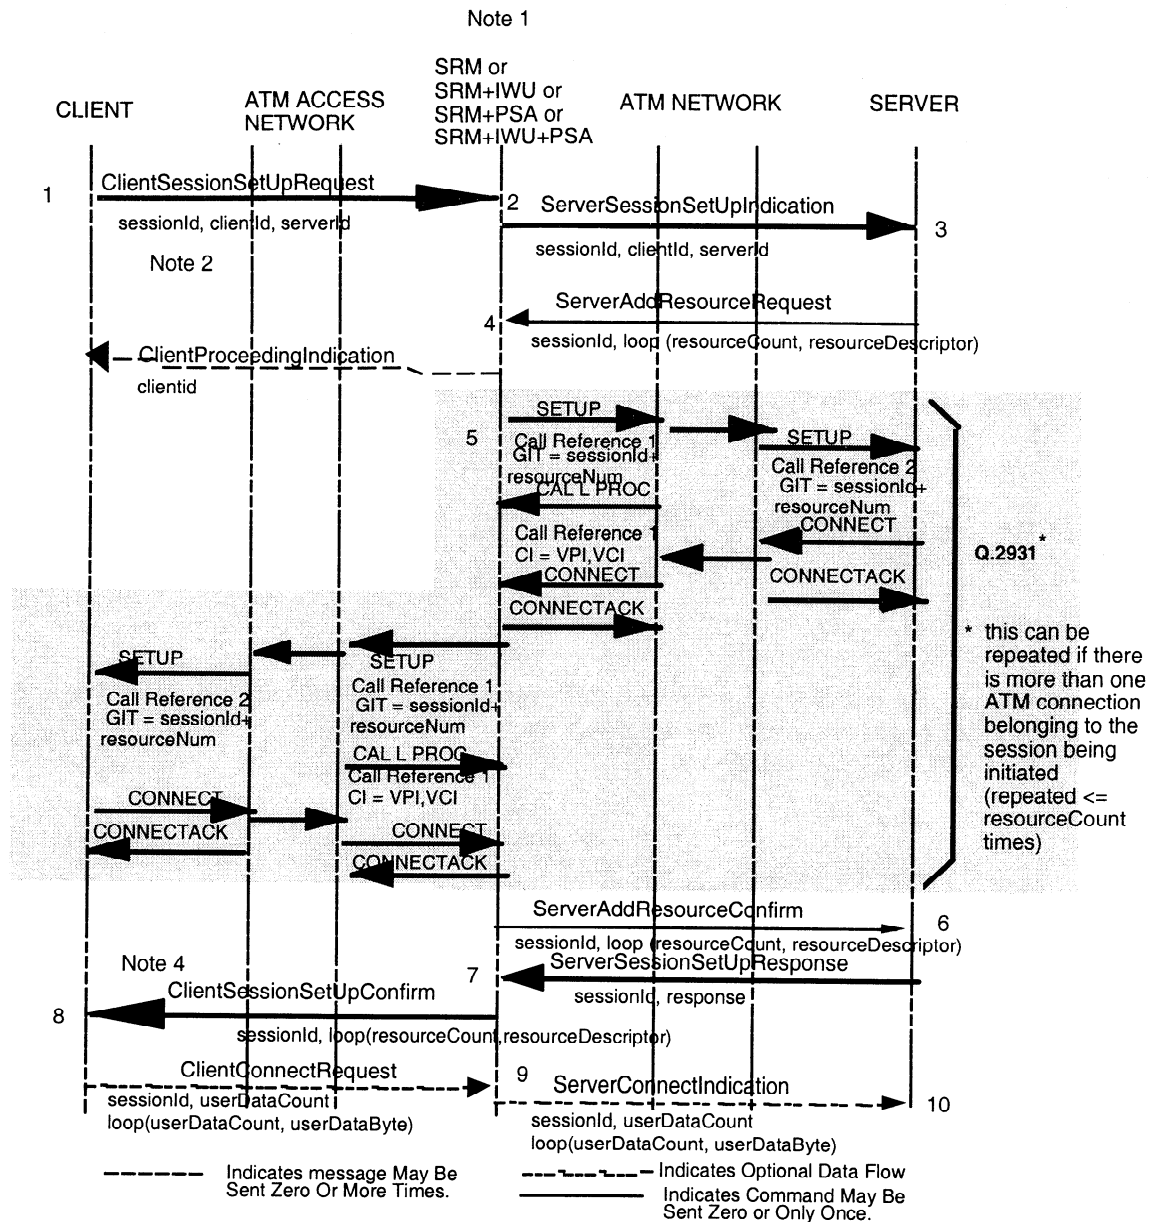 Note 1
SRM or
SRM+IWU or
SRM+PSA or
SRM+IWU+PSA
CLIENT
ATM ACCESS
NETWORK
ATM NETWORK
SERVER
1
ClientSessionSetUpRequest
sessionId, clientId, serverId
2
ServerSessionSetUpIndication
3
sessionId, clientId, serverId
Note 2
ServerAddResourceRequest
4
sessionId, loop (resourceCount, resourceDescriptor)
ClientProceedingIndication
clientid
5
SETUP
Call Reference 1
GIT = sessionId+
resourceNum
SETUP
Call Reference 2
GIT = sessionId+
resourceNum
CAL L PROC
CONNECT
Call Reference 1
CI = VPI,VCI
CONNECT
CONNECTACK
CONNECTACK
Q.2931 *
* this can be
repeated if there
is more than one
ATM connection
belonging to the
session being
initiated
(repeated <=
resourceCount
times)
SETUP
Call Reference 2
GIT = sessionId+
resourceNum
SETUP
Call Reference 1
GIT = sessionId+
resourceNum
CAL L PROC
Call Reference 1
CI = VPI,VCI
CONNECT
CONNECTACK
CONNECT
CONNECTACK
ServerAddResourceConfirm
6
sessionId, loop (resourceCount, resourceDescriptor)
Note 4
7
ServerSessionSetUpResponse
sessionId, response
ClientSessionSetUpConfirm
8
sessionId, loop(resourceCount,resourceDescriptor)
ClientConnectRequest
9
ServerConnectIndication
10
sessionId, userDataCount
loop(userDataCount, userDataByte)
sessionId, userDataCount
loop(userDataCount, userDataByte)
Indicates message May Be
Sent Zero Or More Times.
Indicates Optional Data Flow
Indicates Command May Be
Sent Zero or Only Once.